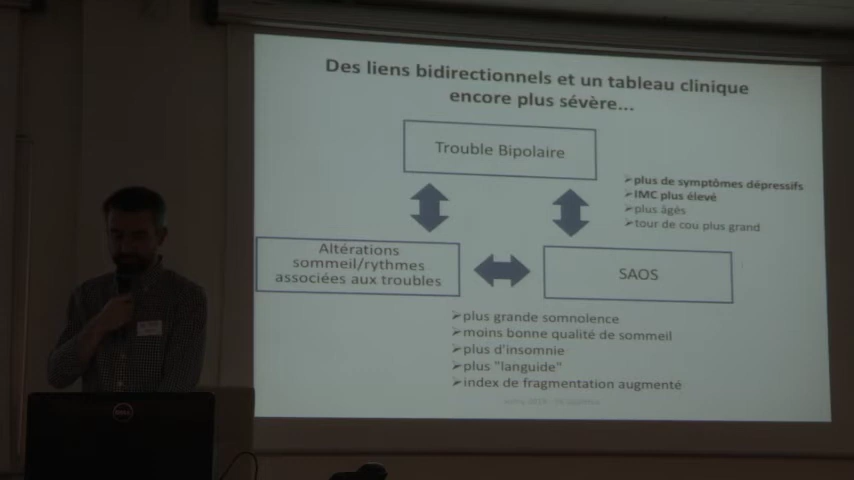 Des liens bidirectionnels et un tableau clinique
encore plus sévère...
Trouble Bipolaire
➢plus de symptômes dépressifs
➢IMC plus élevé
➢plus âgés
➢tour de cou plus grand
Altérations
sommeil/rythmes
associées aux troubles
SAOS
➢plus grande somnolence
➢moins bonne qualité de sommeil
➢plus d'insomnie
➢plus "languide"
➢index de fragmentation augmenté
DELL